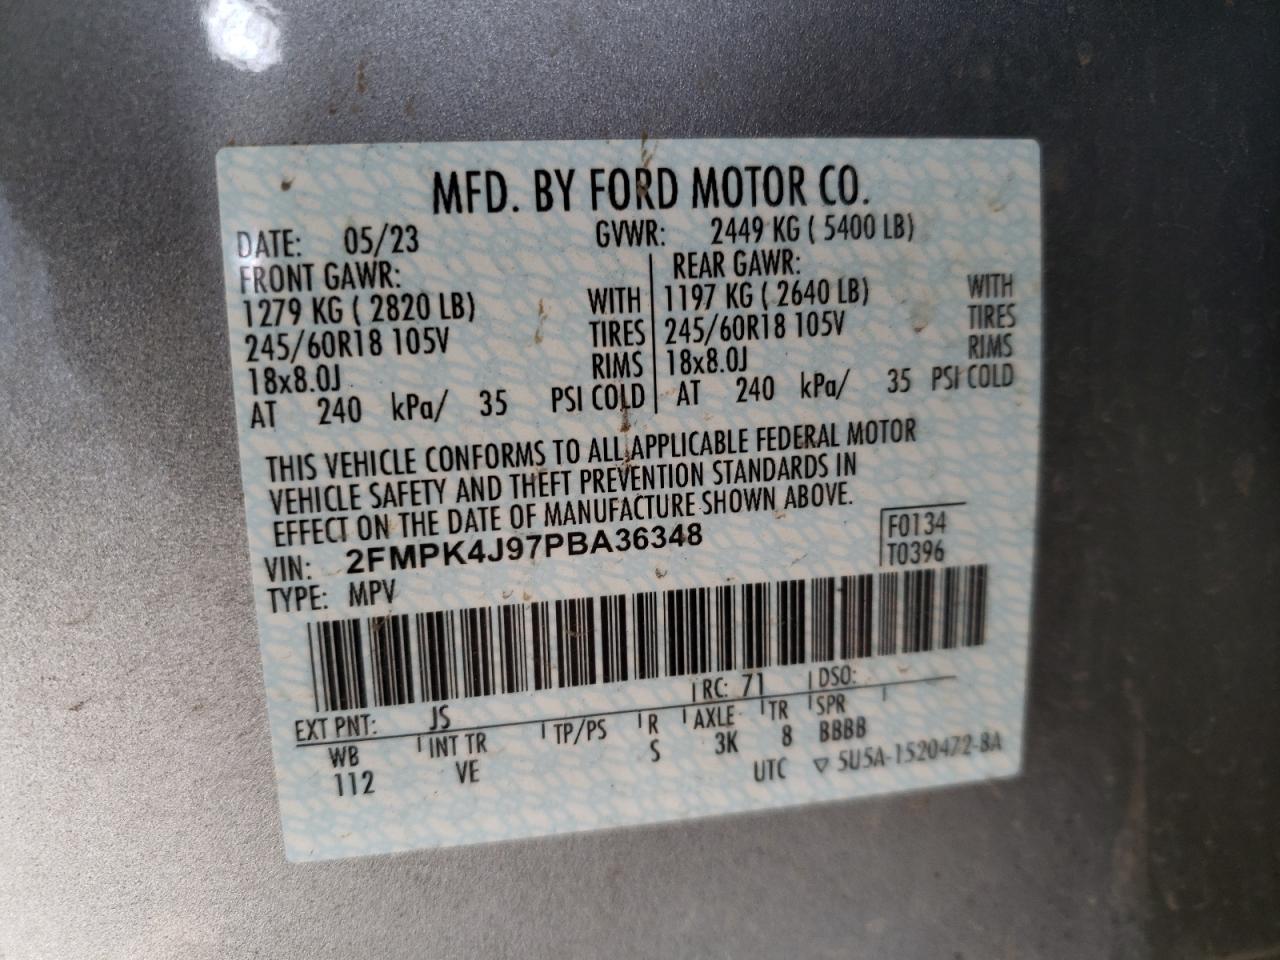 MFD. BY FORD MOTOR CO.
DATE: 05/23 GVWR: 2449 KG ( 5400 LB)
FRONT GAWR: REAR GAWR:
1279 KG ( 2820 LB) WITH 1197 KG ( 2640 LB) WITH
245/60R18 105V TIRES 245/60R18 105V TIRES
18x8.0J RIMS 18x8.0J RIMS
AT 240 kPa/ 35 PSI COLD AT 240 kPa/ 35 PSI COLD
THIS VEHICLE CONFORMS TO ALL APPLICABLE FEDERAL MOTOR
VEHICLE SAFETY AND THEFT PREVENTION STANDARDS IN
EFFECT ON THE DATE OF MANUFACTURE SHOWN ABOVE.
VIN: 2FMPK4J97PBA36348 F0134
TYPE: MPV T0396
EXT PNT: JS RC: 71 DSO:
WB INT TR TP/PS R AXLE TR SPR
112 VE S 3K 8 BBBB
UTC ▽ 5U5A-1520472-8A